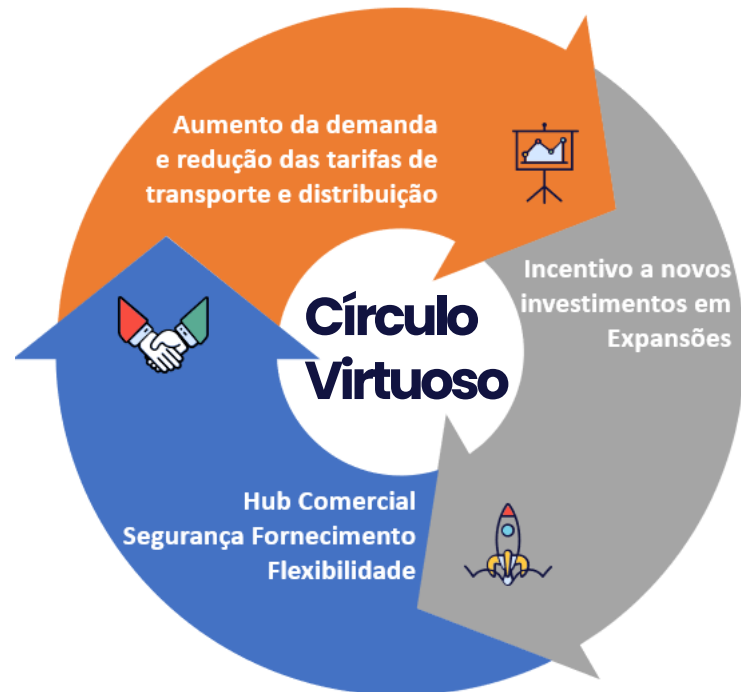 Aumento da demanda
e redução das tarifas de
transporte e distribuição
Incentivo a novos
investimentos em
Expansões
Círculo
Virtuoso
Hub Comercial
Segurança Fornecimento
Flexibilidade